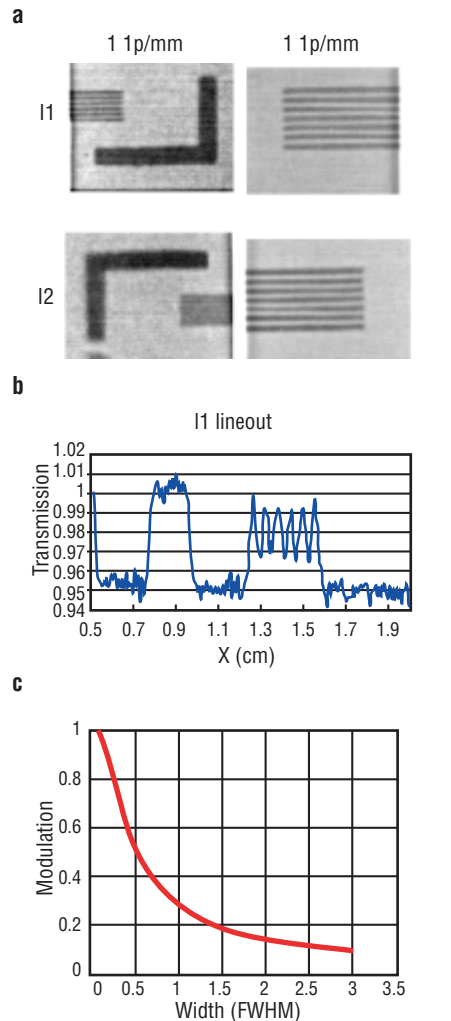 a
1 1p/mm 1 1p/mm
I1
I2
b
I1 lineout
1.02
1.01
1
0.99
0.98
0.97
0.96
0.95
0.94
Transmission
0.5 0.7 0.9 1.1 1.3 1.5 1.7 1.9
X (cm)
c
1
0.8
0.6
0.4
0.2
0
Modulation
0 0.5 1 1.5 2 2.5 3 3.5
Width (FWHM)